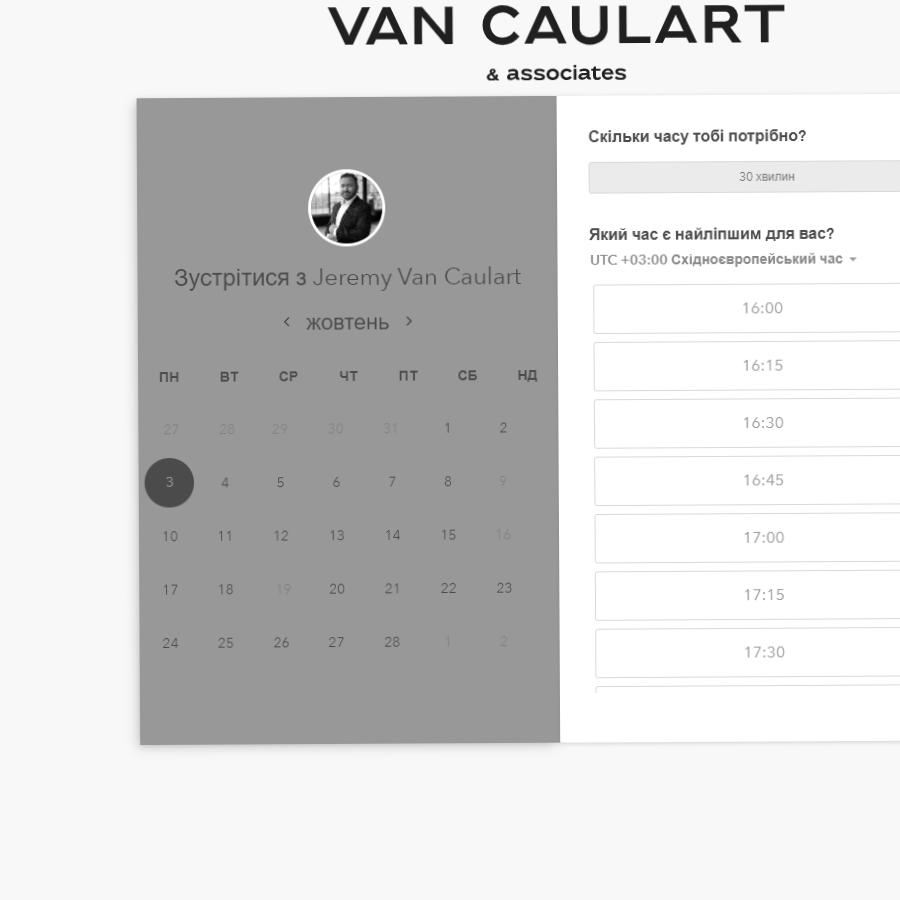 VAN CAULART
& associates
Зустрітися з Jeremy Van Caulart
‹ жовтень ›
ПН ВТ СР ЧТ ПТ СБ НД
27 28 29 30 31 1 2
3 4 5 6 7 8 9
10 11 12 13 14 15 16
17 18 19 20 21 22 23
24 25 26 27 28 1 2
Скільки часу тобі потрібно?
30 хвилин
Який час є найліпшим для вас?
UTC +03:00 Східноєвропейський час
16:00
16:15
16:30
16:45
17:00
17:15
17:30